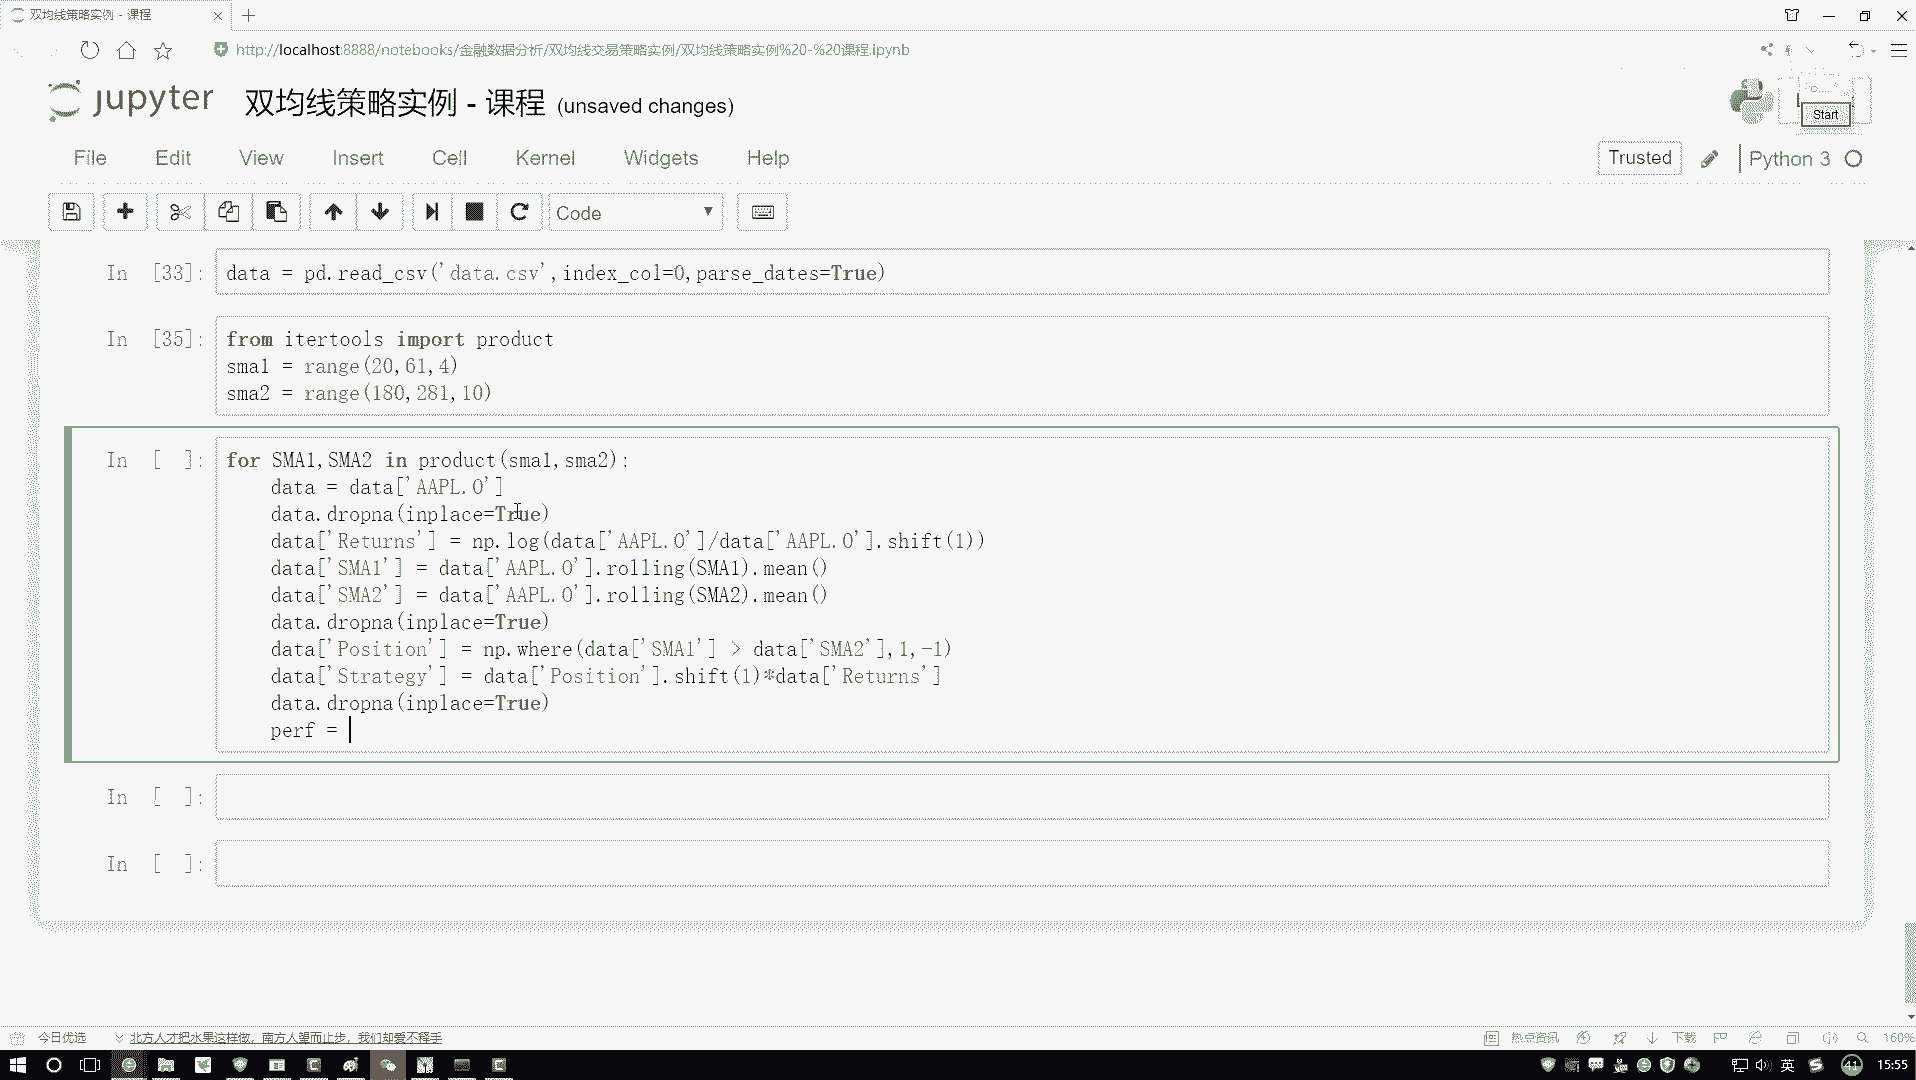 双均线策略实例 - 课程
http://localhost:8888/notebooks/金融数据分析/双均线交易策略实例/双均线策略实例%20-%20课程.ipynb
jupyter 双均线策略实例 - 课程 (unsaved changes)
Start
File Edit View Insert Cell Kernel Widgets Help
Trusted Python 3
Code
In [33]: data = pd.read_csv('data.csv',index_col=0,parse_dates=True)
In [35]: from itertools import product
sma1 = range(20,61,4)
sma2 = range(180,281,10)
In [ ]: for SMA1,SMA2 in product(sma1,sma2):
data = data['AAPL.O']
data.dropna(inplace=True)
data['Returns'] = np.log(data['AAPL.O']/data['AAPL.O'].shift(1))
data['SMA1'] = data['AAPL.O'].rolling(SMA1).mean()
data['SMA2'] = data['AAPL.O'].rolling(SMA2).mean()
data.dropna(inplace=True)
data['Position'] = np.where(data['SMA1'] > data['SMA2'],1,-1)
data['Strategy'] = data['Position'].shift(1)*data['Returns']
data.dropna(inplace=True)
perf =
In [ ]:
In [ ]:
今日优选 北方人才把水果这样做，南方人望而止步，我们却爱不释手 热点资讯 下载 160%
英 41 15:55